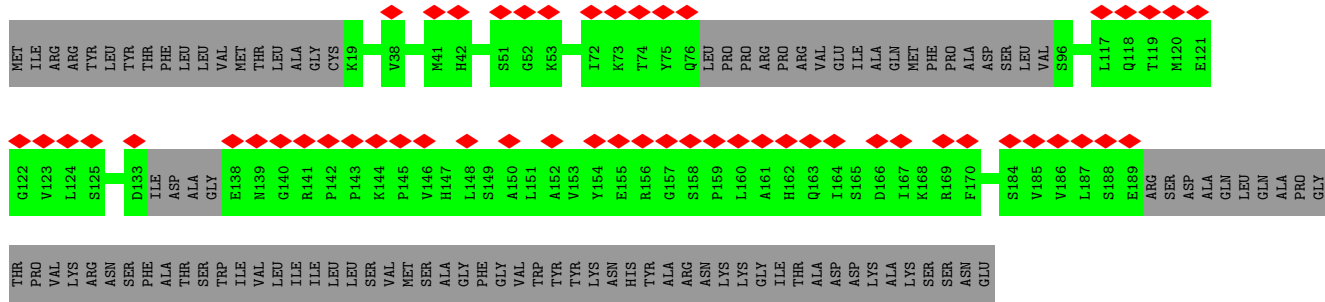 MET ILE ARG ARG TYR LEU TYR THR PHE LEU LEU VAL MET THR LEU ALA GLY CYS K19 V38 M41 H42 S51 G52 K53 I72 K73 T74 Y75 Q76 LEU PRO PRO ARG PRO ARG VAL GLU ILE ALA GLN MET PHE PRO ALA ASP SER LEU VAL S96 L117 Q118 T119 M120 E121
G122 V123 L124 S125 D133 ILE ASP ALA GLY E138 N139 G140 R141 P142 P143 K144 P145 V146 H147 L148 S149 A150 L151 A152 V153 Y154 E155 R156 G157 S158 P159 L160 A161 H162 Q163 I164 S165 D166 I167 K168 R169 F170 S184 V185 V186 L187 S188 E189 ARG SER ASP ALA GLN LEU GLN ALA PRO GLY
THR PRO VAL LYS ARG ASN SER PHE ALA THR SER TRP ILE VAL LEU ILE ILE LEU LEU SER VAL MET SER ALA GLY PHE GLY VAL TRP TYR TYR LYS ASN HIS TYR ALA ARG ASN LYS LYS GLY ILE THR ALA ASP ASP LYS ALA LYS SER SER ASN GLU